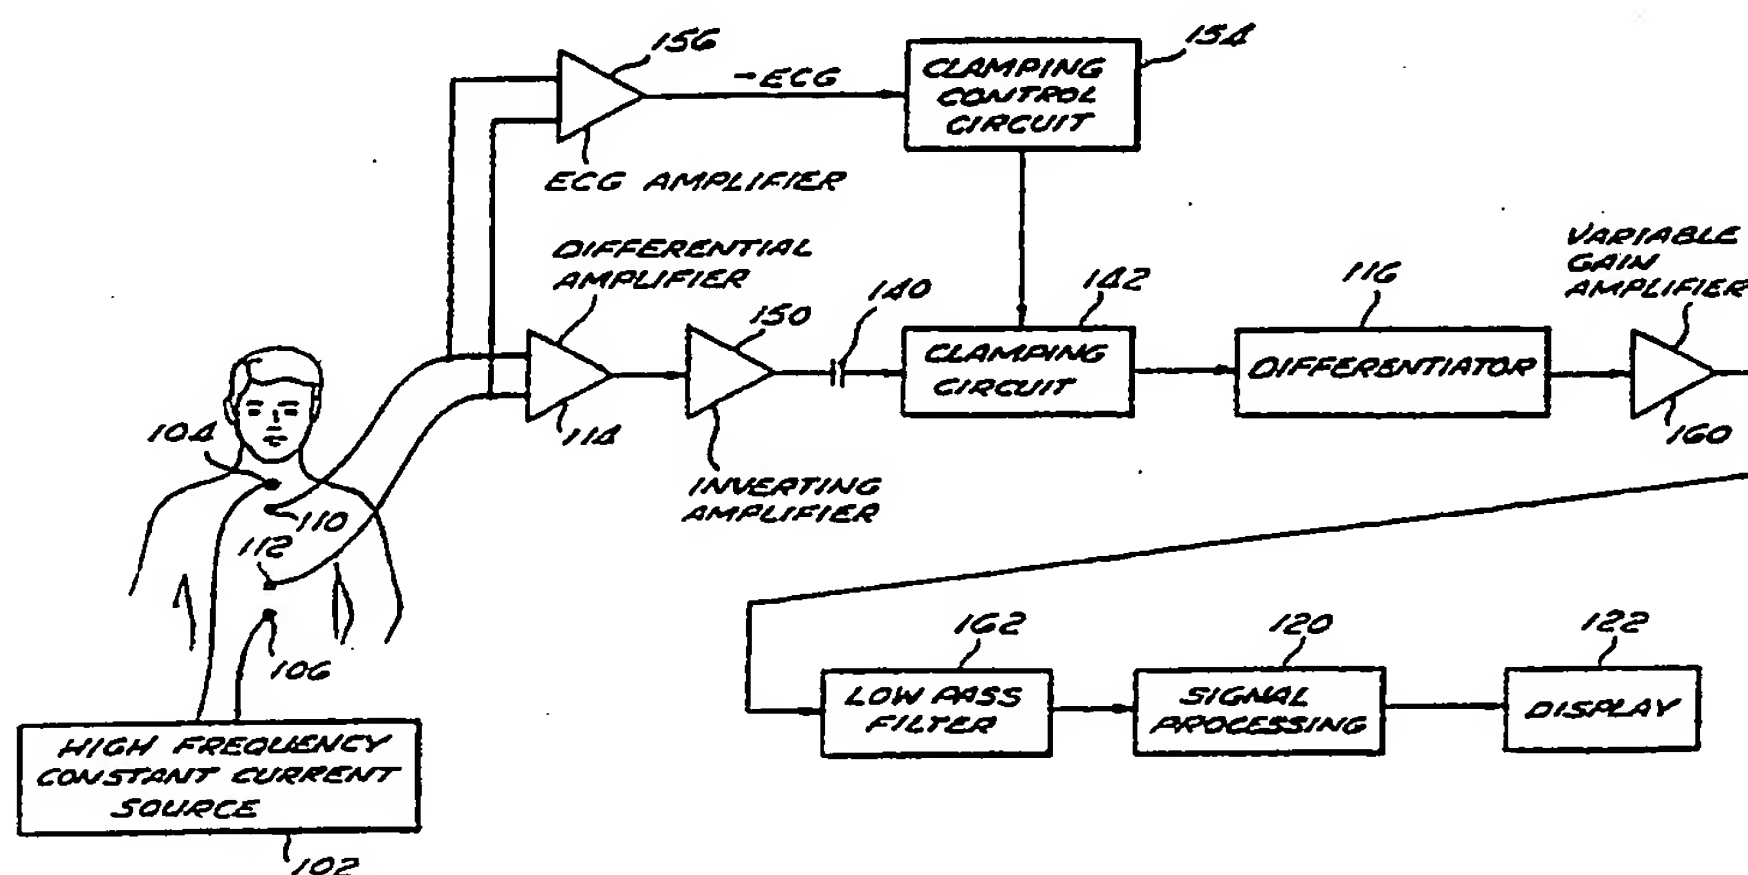 156
154
-ECG
CLAMPING
CONTROL
CIRCUIT
ECG AMPLIFIER
DIFFERENTIAL
AMPLIFIER
150
140
142
116
VARIABLE
GAIN
AMPLIFIER
CLAMPING
CIRCUIT
DIFFERENTIATOR
114
160
INVERTING
AMPLIFIER
104
110
112
106
162
120
122
LOW PASS
FILTER
SIGNAL
PROCESSING
DISPLAY
HIGH FREQUENCY
CONSTANT CURRENT
SOURCE
102